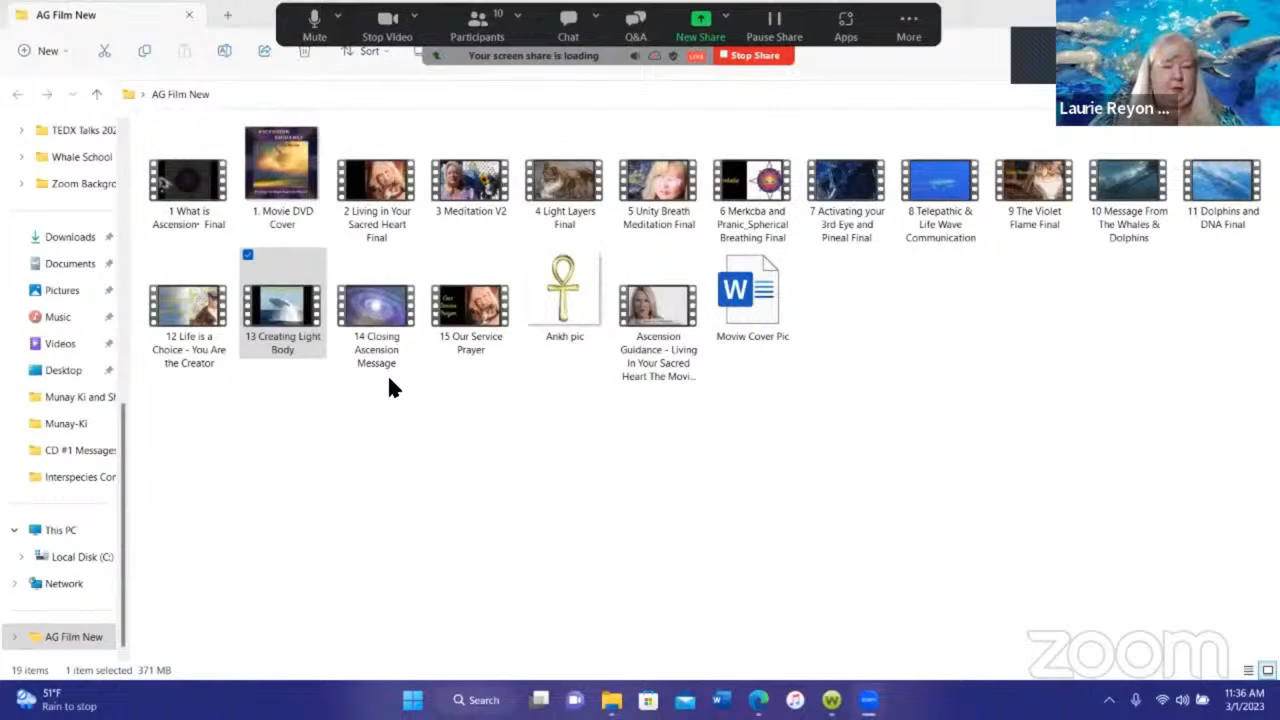 AG Film New
10
Mute
Stop Video
Participants
Chat
Q&A
New Share
Pause Share
Apps
More
New
Sort
Your screen share is loading
LIVE
Stop Share
AG Film New
Laurie Reyon ...
TEDX Talks 202
Whale School
Zoom Backgro
Downloads
Documents
Pictures
Music
Videos
Desktop
Munay Ki and Sh
Munay-Ki
CD #1 Messages
Interspecies Con
This PC
Local Disk (C:)
Network
AG Film New
1 What is
Ascension- Final
1. Movie DVD
Cover
2 Living in Your
Sacred Heart
Final
3 Meditation V2
4 Light Layers
Final
5 Unity Breath
Meditation Final
6 Merkcba and
Pranic_Spherical
Breathing Final
7 Activating your
3rd Eye and
Pineal Final
8 Telepathic &
Life Wave
Communication
9 The Violet
Flame Final
10 Message From
The Whales &
Dolphins
11 Dolphins and
DNA Final
12 Life is a
Choice - You Are
the Creator
13 Creating Light
Body
14 Closing
Ascension
Message
15 Our Service
Prayer
Ankh pic
Ascension
Guidance - Living
In Your Sacred
Heart The Movi...
W
Moviw Cover Pic
zoom
19 items
1 item selected 371 MB
51°F
Rain to stop
Search
11:36 AM
3/1/2023